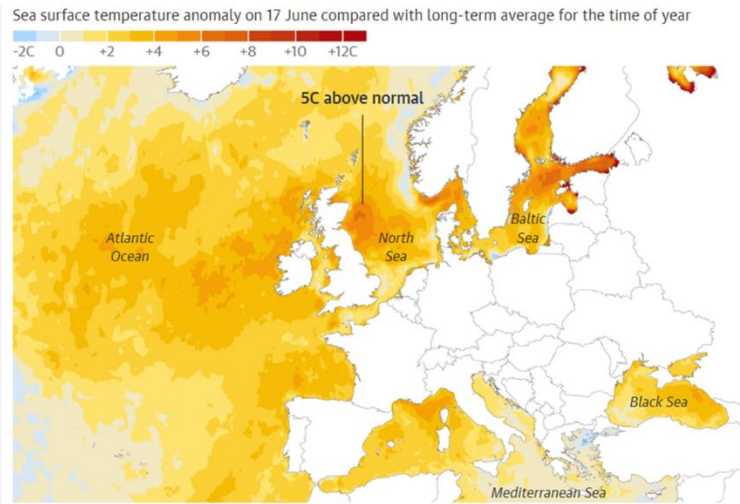 Sea surface temperature anomaly on 17 June compared with long-term average for the time of year
-2C 0 +2 +4 +6 +8 +10 +12C
5C above normal
Atlantic
Ocean
North
Sea
Baltic
Sea
Black Sea
Mediterranean Sea